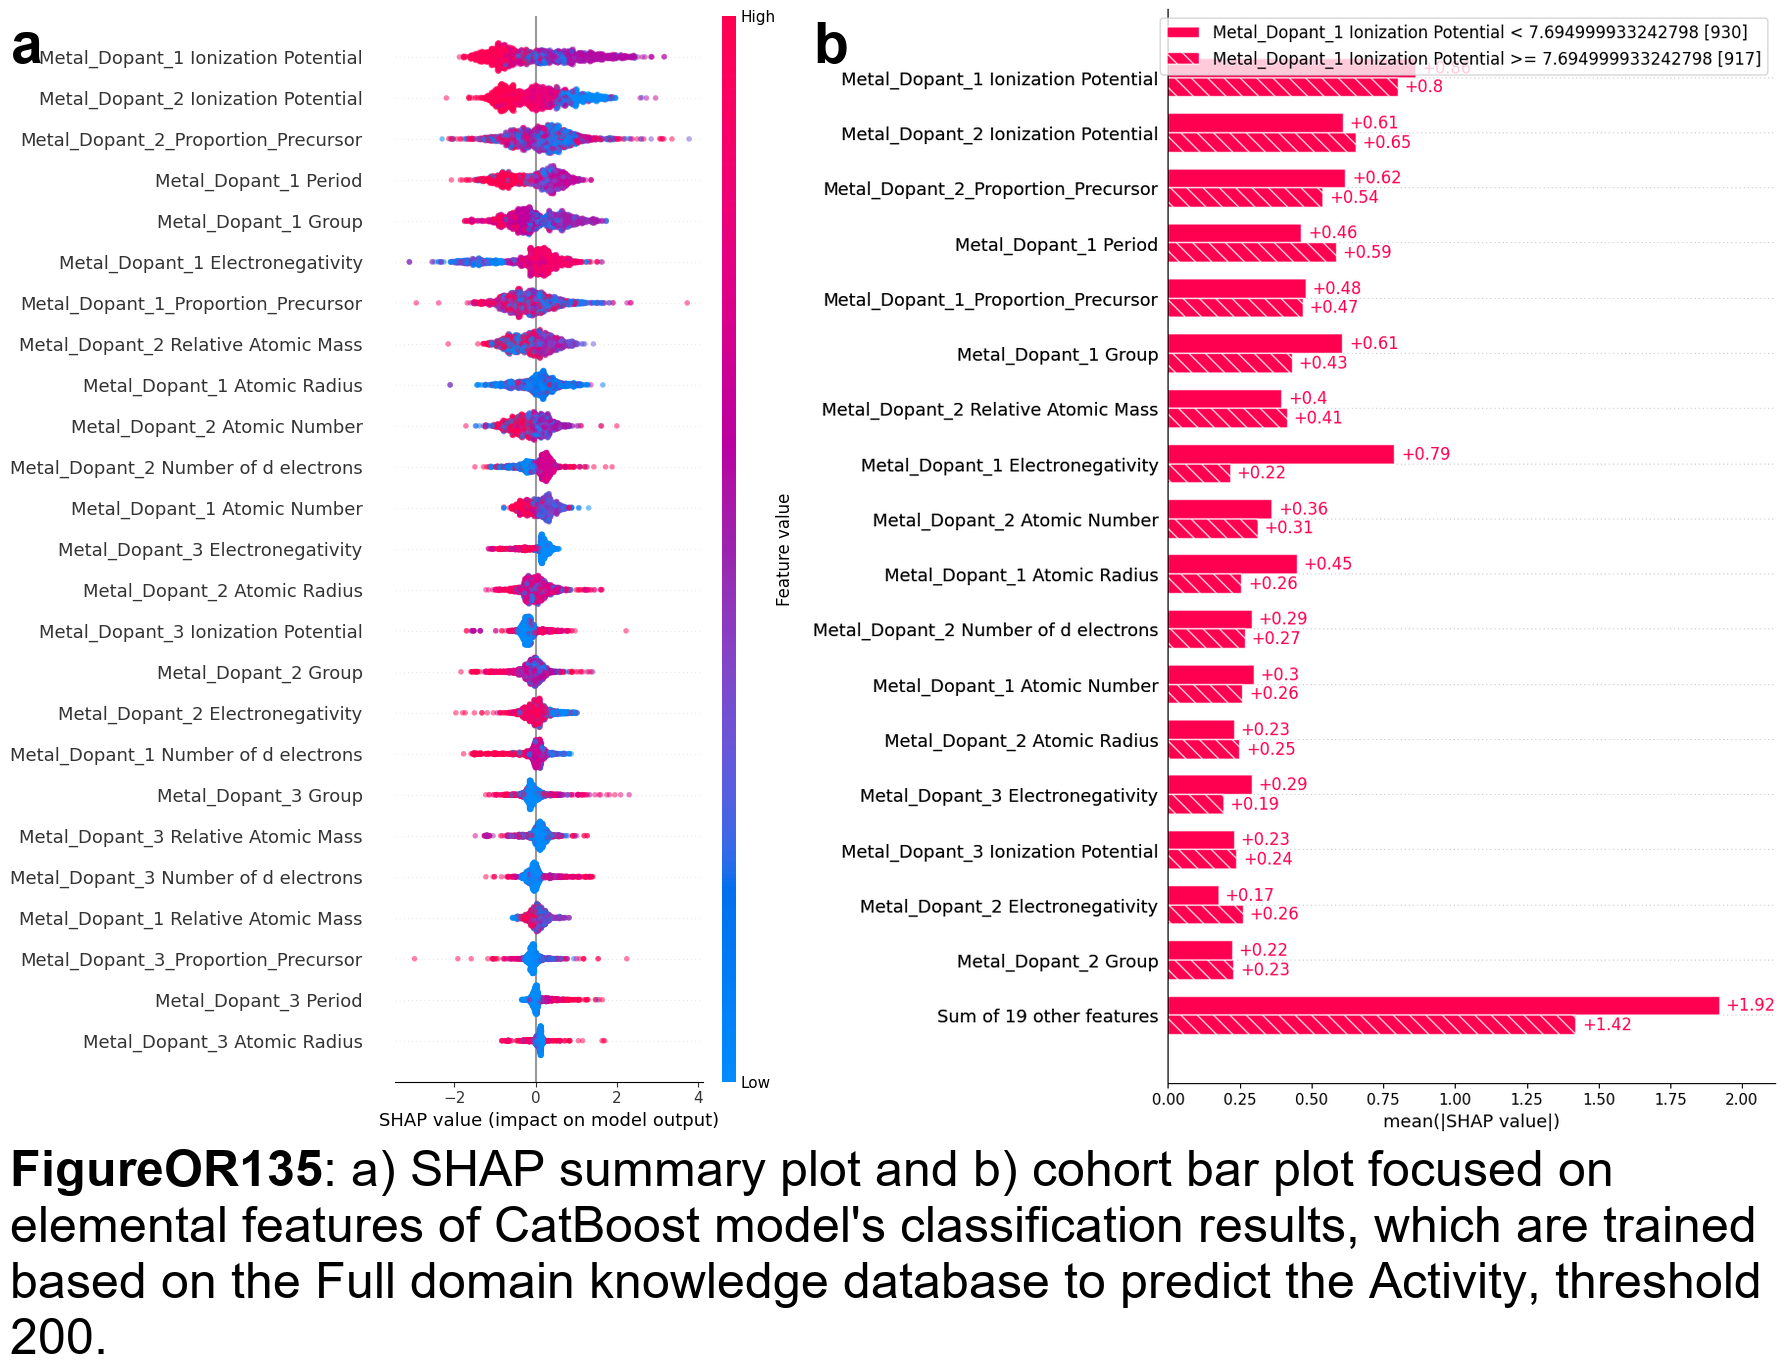 a
Metal_Dopant_1 Ionization Potential
Metal_Dopant_2 Ionization Potential
Metal_Dopant_2_Proportion_Precursor
Metal_Dopant_1 Period
Metal_Dopant_1 Group
Metal_Dopant_1 Electronegativity
Metal_Dopant_1_Proportion_Precursor
Metal_Dopant_2 Relative Atomic Mass
Metal_Dopant_1 Atomic Radius
Metal_Dopant_2 Atomic Number
Metal_Dopant_2 Number of d electrons
Metal_Dopant_1 Atomic Number
Metal_Dopant_3 Electronegativity
Metal_Dopant_2 Atomic Radius
Metal_Dopant_3 Ionization Potential
Metal_Dopant_2 Group
Metal_Dopant_2 Electronegativity
Metal_Dopant_1 Number of d electrons
Metal_Dopant_3 Group
Metal_Dopant_3 Relative Atomic Mass
Metal_Dopant_3 Number of d electrons
Metal_Dopant_1 Relative Atomic Mass
Metal_Dopant_3_Proportion_Precursor
Metal_Dopant_3 Period
Metal_Dopant_3 Atomic Radius
−2 0 2 4
SHAP value (impact on model output)
High
Feature value
Low
b
Metal_Dopant_1 Ionization Potential < 7.694999933242798 [930]
Metal_Dopant_1 Ionization Potential >= 7.694999933242798 [917]
Metal_Dopant_1 Ionization Potential
+0.86
+0.8
Metal_Dopant_2 Ionization Potential
+0.61
+0.65
Metal_Dopant_2_Proportion_Precursor
+0.62
+0.54
Metal_Dopant_1 Period
+0.46
+0.59
Metal_Dopant_1_Proportion_Precursor
+0.48
+0.47
Metal_Dopant_1 Group
+0.61
+0.43
Metal_Dopant_2 Relative Atomic Mass
+0.4
+0.41
Metal_Dopant_1 Electronegativity
+0.79
+0.22
Metal_Dopant_2 Atomic Number
+0.36
+0.31
Metal_Dopant_1 Atomic Radius
+0.45
+0.26
Metal_Dopant_2 Number of d electrons
+0.29
+0.27
Metal_Dopant_1 Atomic Number
+0.3
+0.26
Metal_Dopant_2 Atomic Radius
+0.23
+0.25
Metal_Dopant_3 Electronegativity
+0.29
+0.19
Metal_Dopant_3 Ionization Potential
+0.23
+0.24
Metal_Dopant_2 Electronegativity
+0.17
+0.26
Metal_Dopant_2 Group
+0.22
+0.23
Sum of 19 other features
+1.92
+1.42
0.00 0.25 0.50 0.75 1.00 1.25 1.50 1.75 2.00
mean(|SHAP value|)
FigureOR135: a) SHAP summary plot and b) cohort bar plot focused on
elemental features of CatBoost model's classification results, which are trained
based on the Full domain knowledge database to predict the Activity, threshold
200.